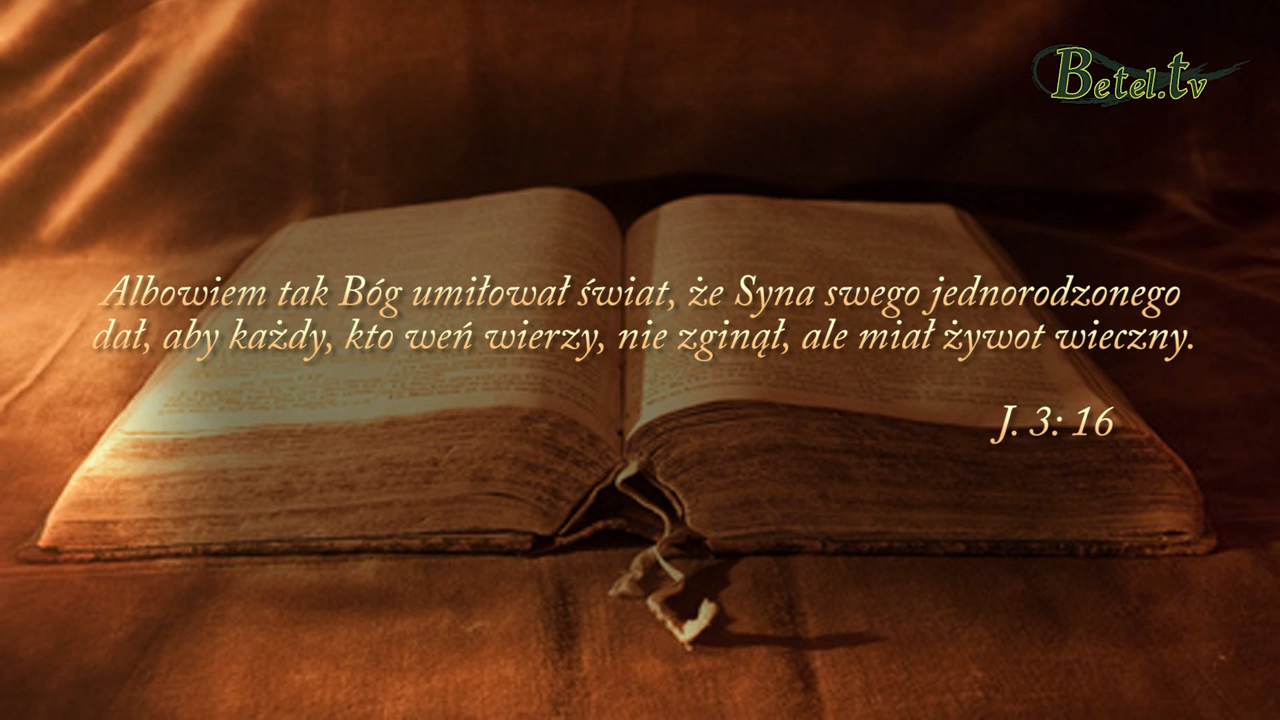 Betel.tv
Albowiem tak Bóg umiłował świat, że Syna swego jednorodzonego
dał, aby każdy, kto weń wierzy, nie zginął, ale miał żywot wieczny.
J. 3: 16